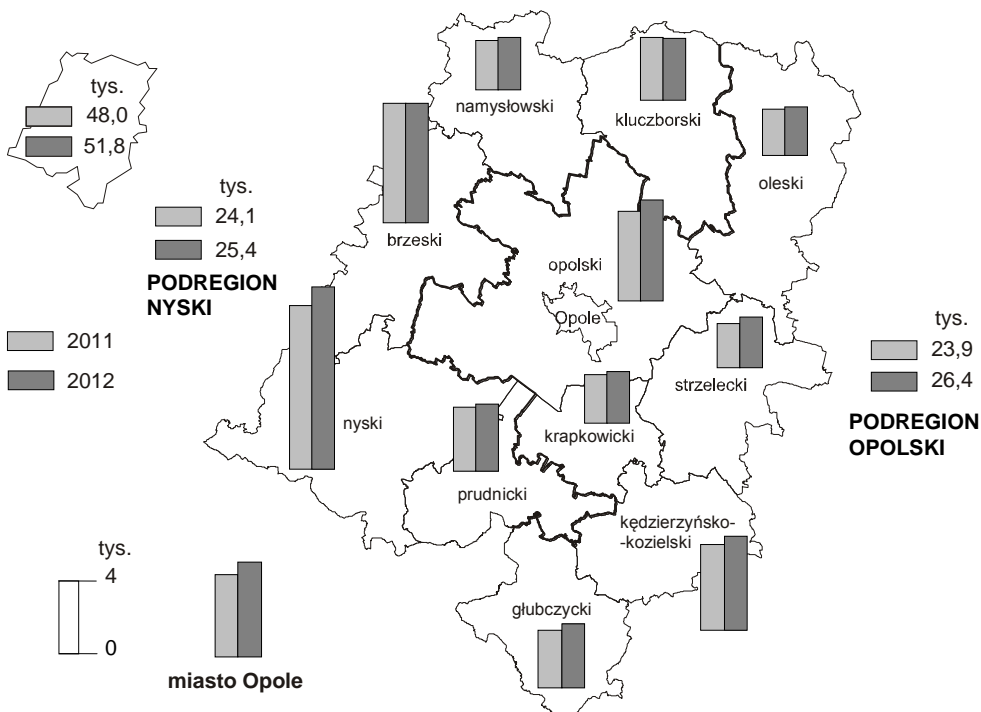 tys.
48,0
51,8
tys.
24,1
25,4
PODREGION
NYSKI
2011
2012
namysłowski
kluczborski
oleski
brzeski
opolski
Opole
strzelecki
nyski
krapkowicki
prudnicki
kędzierzyńsko-
-kozielski
głubczycki
tys.
23,9
26,4
PODREGION
OPOLSKI
tys.
4
0
miasto Opole